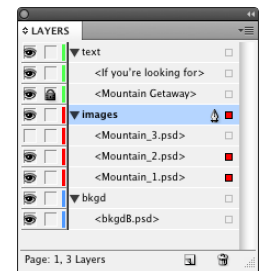 LAYERS
text
<If you're looking for>
<Mountain Getaway>
images
<Mountain_3.psd>
<Mountain_2.psd>
<Mountain_1.psd>
bkgd
<bkgdB.psd>
Page: 1, 3 Layers